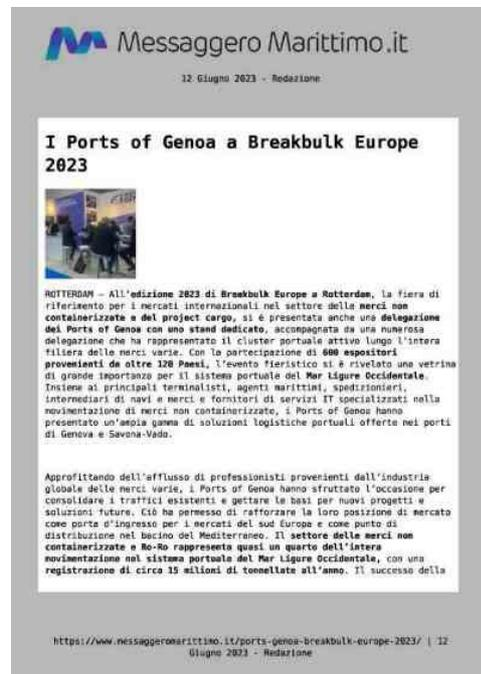 Messaggero Marittimo.it
12 Giugno 2023 - Redazione
I Ports of Genoa a Breakbulk Europe
2023
ROTTERDAM – All'edizione 2023 di Breakbulk Europe a Rotterdam, la fiera di
riferimento per i mercati internazionali nel settore delle merci non
containerizzate e del project cargo, si è presentata anche una delegazione
dei Ports of Genoa con uno stand dedicato, accompagnata da una numerosa
delegazione che ha rappresentato il cluster portuale attivo lungo l'intera
filiera delle merci varie. Con la partecipazione di 600 espositori
provenienti da oltre 120 Paesi, l'evento fieristico si è rivelato una vetrina
di grande importanza per il sistema portuale del Mar Ligure Occidentale.
Insieme ai principali terminalisti, agenti marittimi, spedizionieri,
intermediari di navi e merci e fornitori di servizi IT specializzati nella
movimentazione di merci non containerizzate, i Ports of Genoa hanno
presentato un'ampia gamma di soluzioni logistiche portuali offerte nei porti
di Genova e Savona-Vado.
Approfittando dell'afflusso di professionisti provenienti dall'industria
globale delle merci varie, i Ports of Genoa hanno sfruttato l'occasione per
consolidare i traffici esistenti e gettare le basi per nuovi progetti e
soluzioni future. Ciò ha permesso di rafforzare la loro posizione di mercato
come porta d'ingresso per i mercati del sud Europa e come punto di
distribuzione nel bacino del Mediterraneo. Il settore delle merci non
containerizzate e Ro-Ro rappresenta quasi un quarto dell'intera
movimentazione nel sistema portuale del Mar Ligure Occidentale, con una
registrazione di circa 15 milioni di tonnellate all'anno. Il successo della
https://www.messaggeromarittimo.it/ports-genoa-breakbulk-europe-2023/ | 12
Giugno 2023 - Redazione